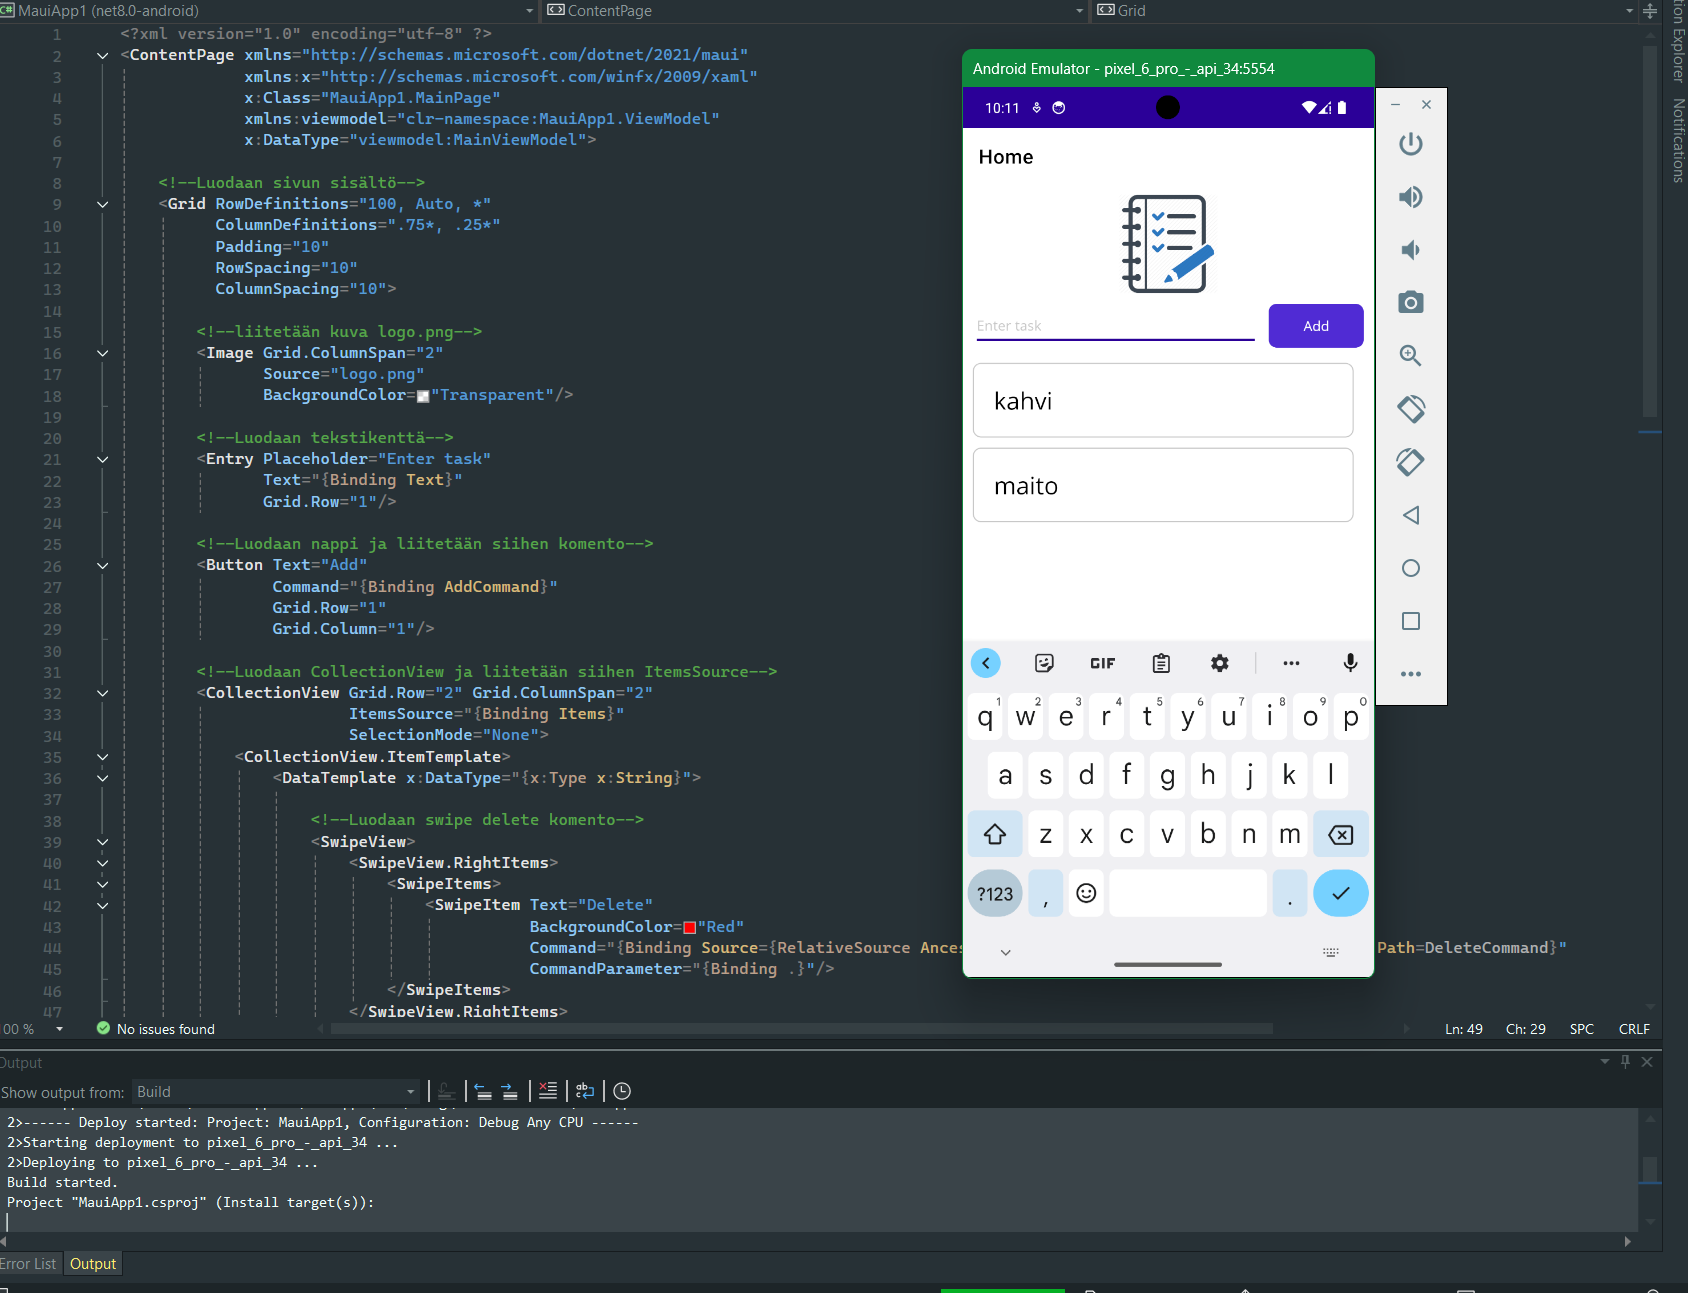 MauiApp1 (net8.0-android)
ContentPage
Grid
1 <?xml version="1.0" encoding="utf-8" ?>
2 <ContentPage xmlns="http://schemas.microsoft.com/dotnet/2021/maui"
3 xmlns:x="http://schemas.microsoft.com/winfx/2009/xaml"
4 x:Class="MauiApp1.MainPage"
5 xmlns:viewmodel="clr-namespace:MauiApp1.ViewModel"
6 x:DataType="viewmodel:MainViewModel">
7
8 <!--Luodaan sivun sisältö-->
9 <Grid RowDefinitions="100, Auto, *"
10 ColumnDefinitions=".75*, .25*"
11 Padding="10"
12 RowSpacing="10"
13 ColumnSpacing="10">
14
15 <!--liitetään kuva logo.png-->
16 <Image Grid.ColumnSpan="2"
17 Source="logo.png"
18 BackgroundColor="Transparent"/>
19
20 <!--Luodaan tekstikenttä-->
21 <Entry Placeholder="Enter task"
22 Text="{Binding Text}"
23 Grid.Row="1"/>
24
25 <!--Luodaan nappi ja liitetään siihen komento-->
26 <Button Text="Add"
27 Command="{Binding AddCommand}"
28 Grid.Row="1"
29 Grid.Column="1"/>
30
31 <!--Luodaan CollectionView ja liitetään siihen ItemsSource-->
32 <CollectionView Grid.Row="2" Grid.ColumnSpan="2"
33 ItemsSource="{Binding Items}"
34 SelectionMode="None">
35 <CollectionView.ItemTemplate>
36 <DataTemplate x:DataType="{x:Type x:String}">
37
38 <!--Luodaan swipe delete komento-->
39 <SwipeView>
40 <SwipeView.RightItems>
41 <SwipeItems>
42 <SwipeItem Text="Delete"
43 BackgroundColor="Red"
44 Command="{Binding Source={RelativeSource Ances Path=DeleteCommand}"
45 CommandParameter="{Binding .}"/>
46 </SwipeItems>
47 </SwipeView.RightItems>
Android Emulator - pixel_6_pro_-_api_34:5554
10:11
Home
Enter task
Add
kahvi
maito
GIF
q1 w2 e3 r4 t5 y6 u7 i8 o9 p0
a s d f g h j k l
z x c v b n m
?123 , .
tion Explorer
Notifications
00 %
No issues found
Ln: 49 Ch: 29 SPC CRLF
Output
Show output from: Build
2>------ Deploy started: Project: MauiApp1, Configuration: Debug Any CPU ------
2>Starting deployment to pixel_6_pro_-_api_34 ...
2>Deploying to pixel_6_pro_-_api_34 ...
Build started.
Project "MauiApp1.csproj" (Install target(s)):
Error List Output